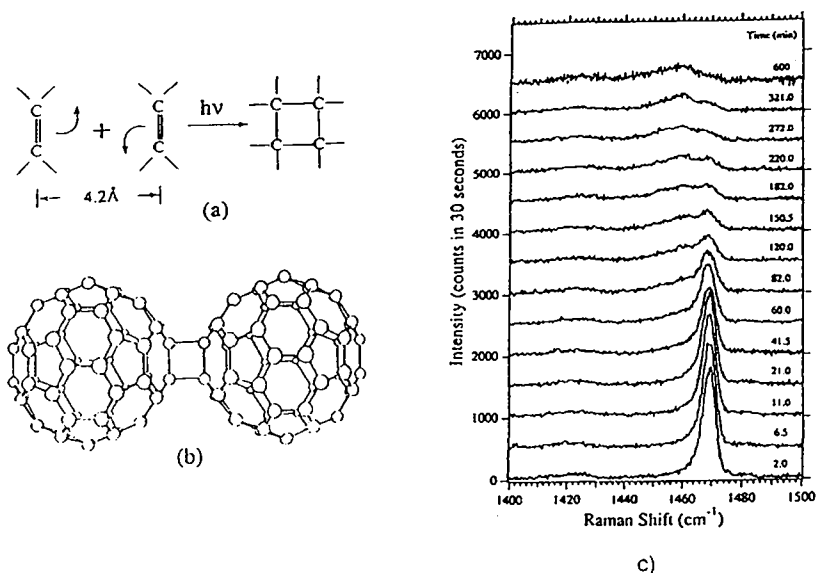 C C
+
C C
hν
C C
C C
4.2Å
(a)
(b)
Time (min)
7000
600
321.0
6000
272.0
220.0
5000
182.0
150.5
4000
120.0
82.0
3000
60.0
41.5
2000
21.0
11.0
1000
6.5
2.0
0
Intensity (counts in 30 seconds)
1400 1420 1440 1460 1480 1500
Raman Shift (cm⁻¹)
c)